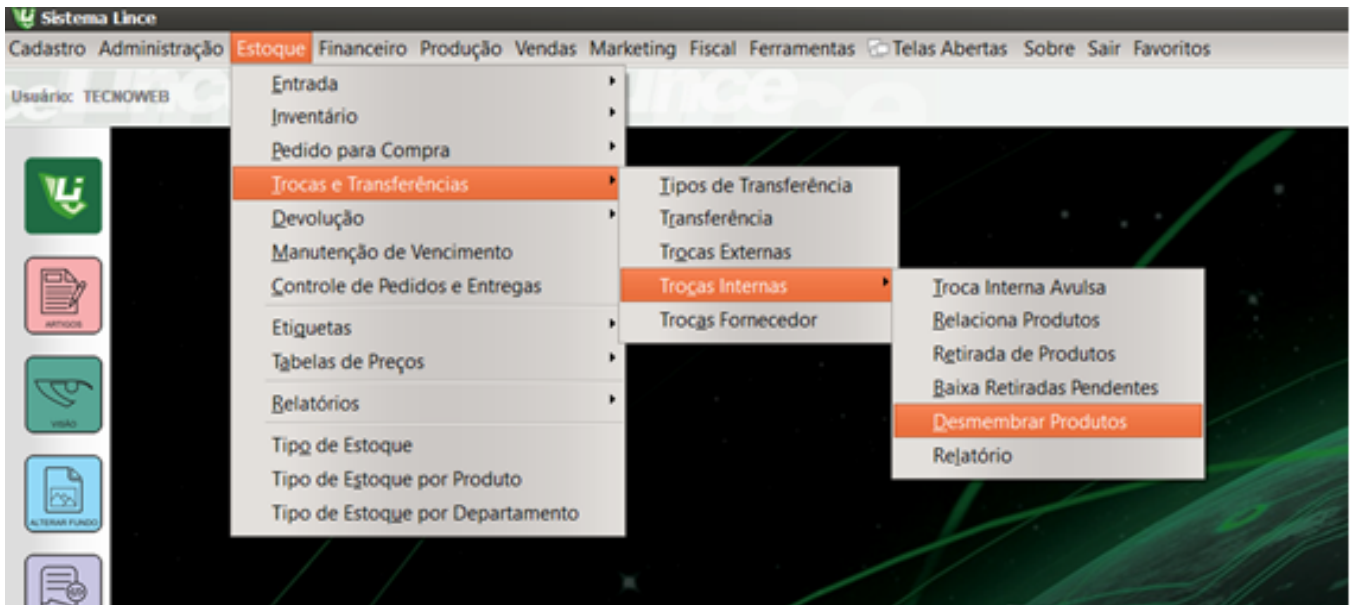 Sistema Lince
Cadastro Administração Estoque Financeiro Produção Vendas Marketing Fiscal Ferramentas Telas Abertas Sobre Sair Favoritos
Usuário: TECNOWEB
Entrada
Inventário
Pedido para Compra
Trocas e Transferências
Devolução
Manutenção de Vencimento
Controle de Pedidos e Entregas
Etiquetas
Tabelas de Preços
Relatórios
Tipo de Estoque
Tipo de Estoque por Produto
Tipo de Estoque por Departamento
Tipos de Transferência
Transferência
Trocas Externas
Trocas Internas
Trocas Fornecedor
Troca Interna Avulsa
Relaciona Produtos
Retirada de Produtos
Baixa Retiradas Pendentes
Desmembrar Produtos
Relatório
Li
ARTIGOS
VISÃO
ALTERAR FUNDO